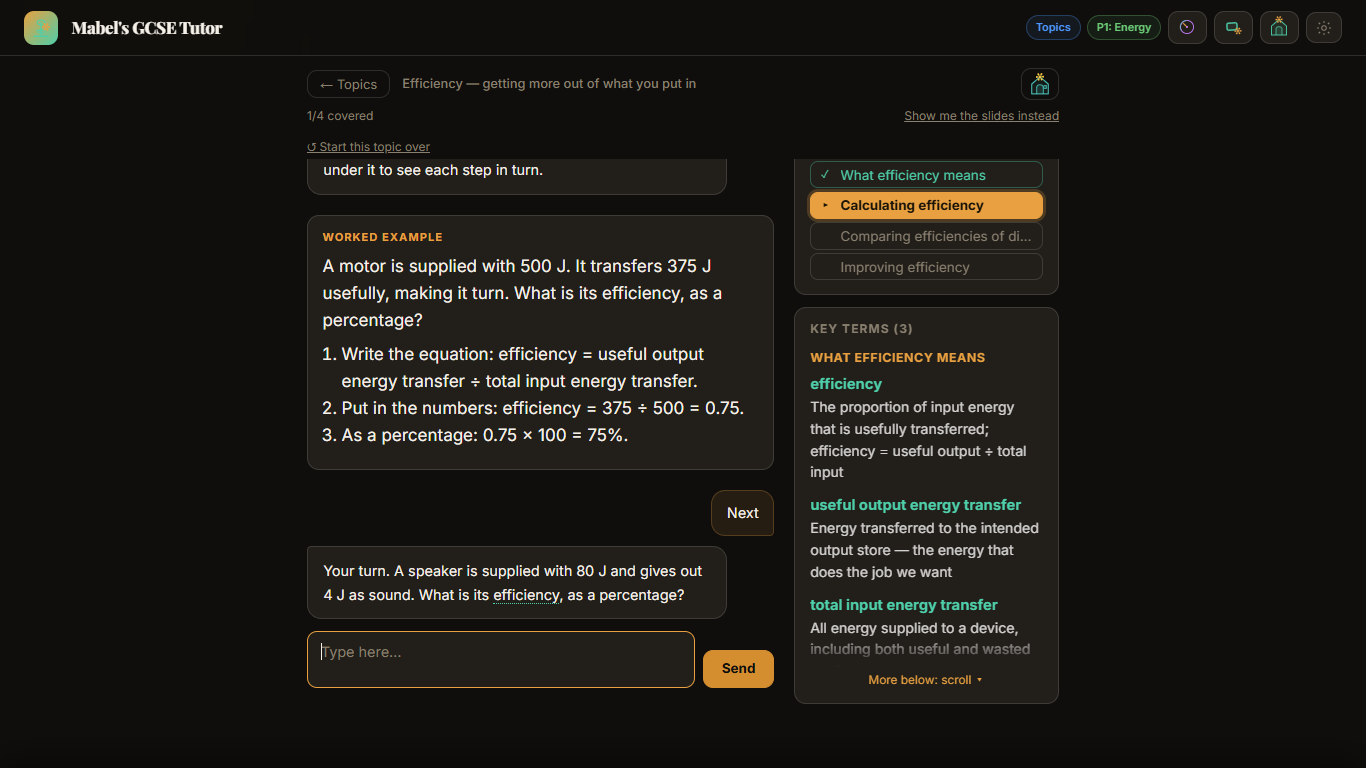 Mabel's GCSE Tutor
Topics
P1: Energy
← Topics
Efficiency — getting more out of what you put in
1/4 covered
Show me the slides instead
↺ Start this topic over
under it to see each step in turn.
WORKED EXAMPLE
A motor is supplied with 500 J. It transfers 375 J
usefully, making it turn. What is its efficiency, as a
percentage?
1. Write the equation: efficiency = useful output
energy transfer ÷ total input energy transfer.
2. Put in the numbers: efficiency = 375 ÷ 500 = 0.75.
3. As a percentage: 0.75 × 100 = 75%.
Next
Your turn. A speaker is supplied with 80 J and gives out
4 J as sound. What is its efficiency, as a percentage?
Type here...
Send
✓ What efficiency means
▸ Calculating efficiency
Comparing efficiencies of di...
Improving efficiency
KEY TERMS (3)
WHAT EFFICIENCY MEANS
efficiency
The proportion of input energy
that is usefully transferred;
efficiency = useful output ÷ total
input
useful output energy transfer
Energy transferred to the intended
output store — the energy that
does the job we want
total input energy transfer
All energy supplied to a device,
including both useful and wasted
More below: scroll ▾